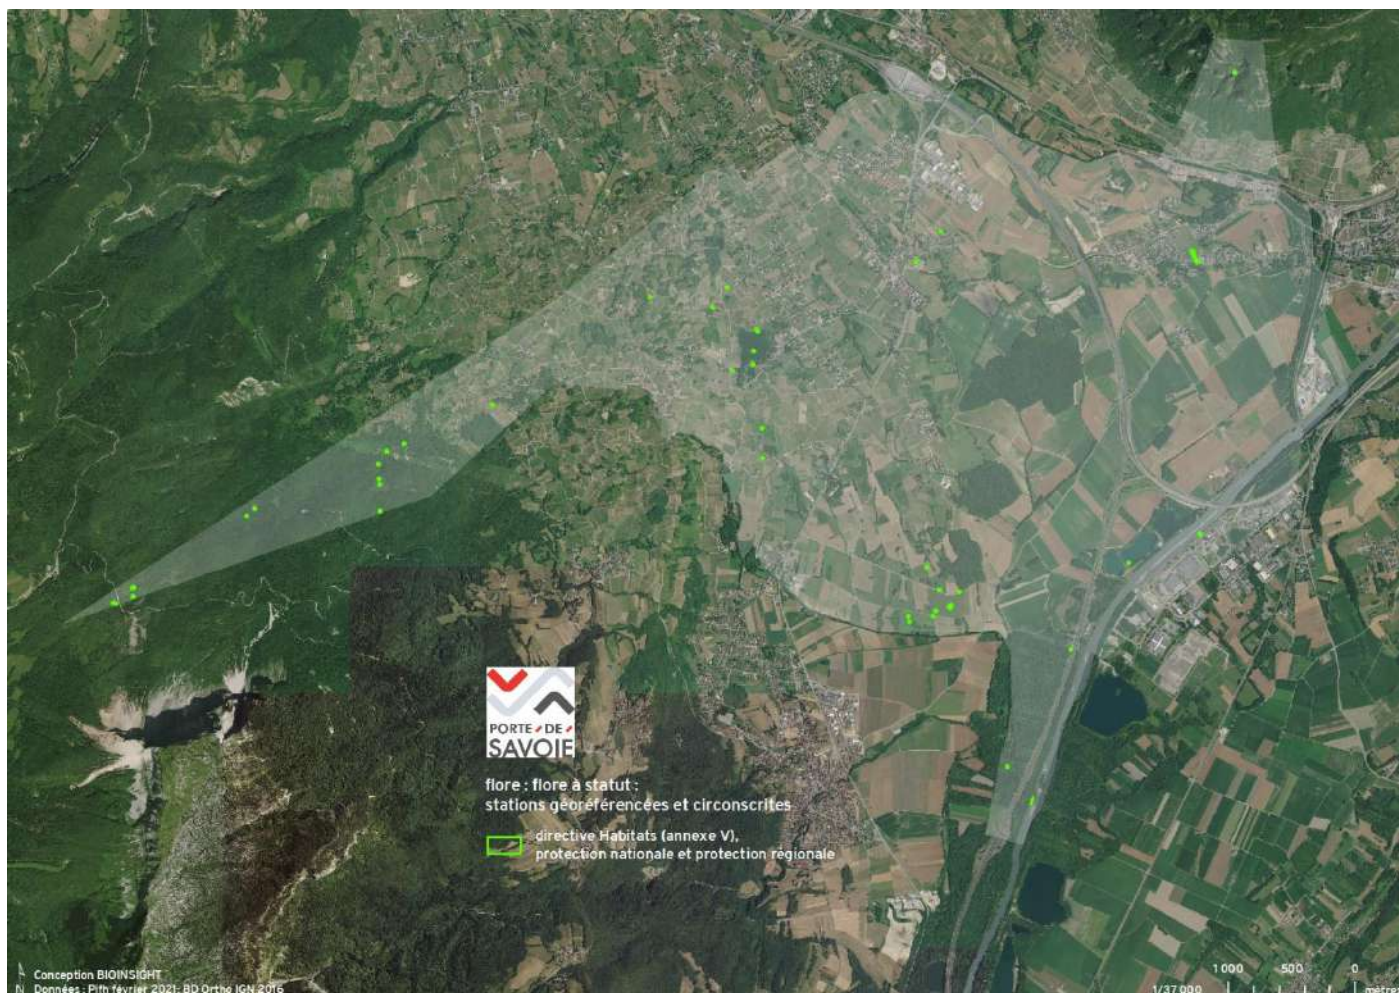 PORTE DE
SAVOIE
flore : flore à statut :
stations géoréférencées et circonscrites
directive Habitats (annexe V),
protection nationale et protection régionale
Conception BIOINSIGHT
N Données : Pifh février 2021; BD Ortho IGN 2016
1 000 500 0
1/37 000 mètres